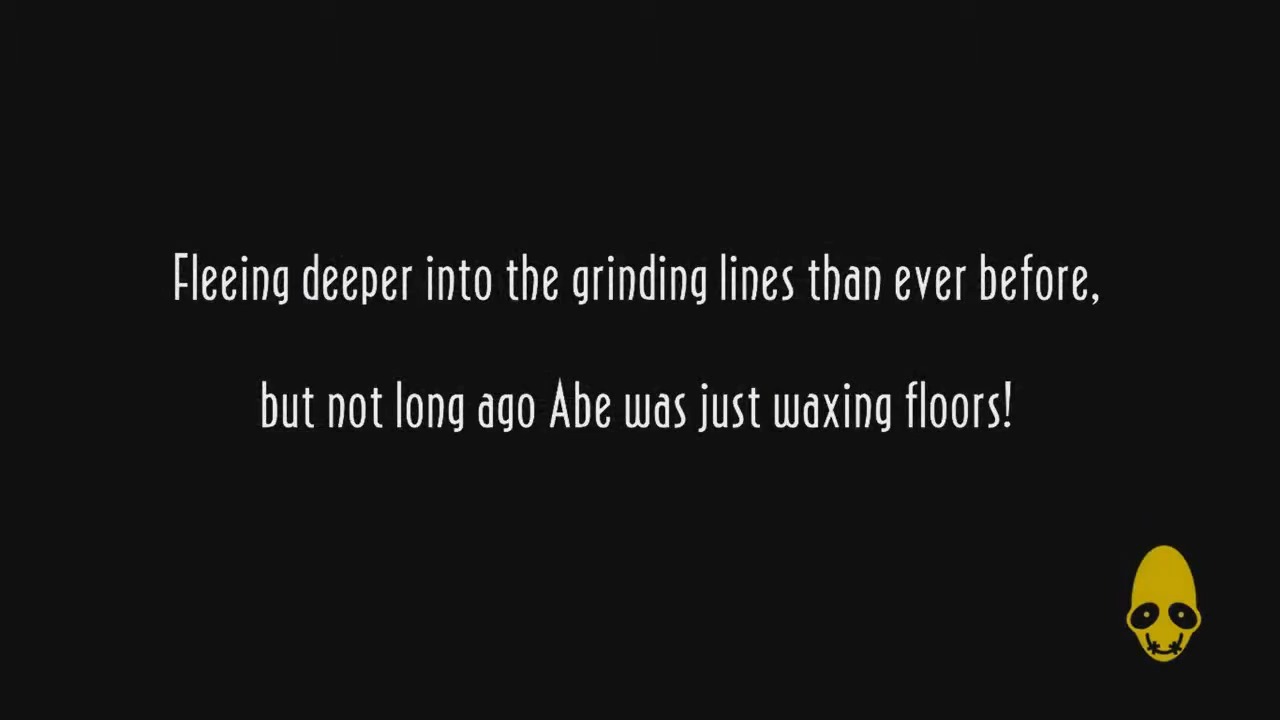 Fleeing deeper into the grinding lines than ever before,
but not long ago Abe was just waxing floors!